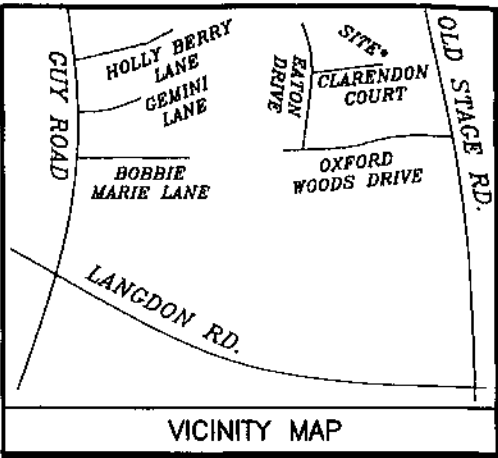 GUY ROAD
HOLLY BERRY
LANE
GEMINI
LANE
BOBBIE
MARIE LANE
EATON
DRIVE
SITE*
CLARENDON
COURT
OXFORD
WOODS DRIVE
OLD STAGE RD.
LANGDON RD.
VICINITY MAP